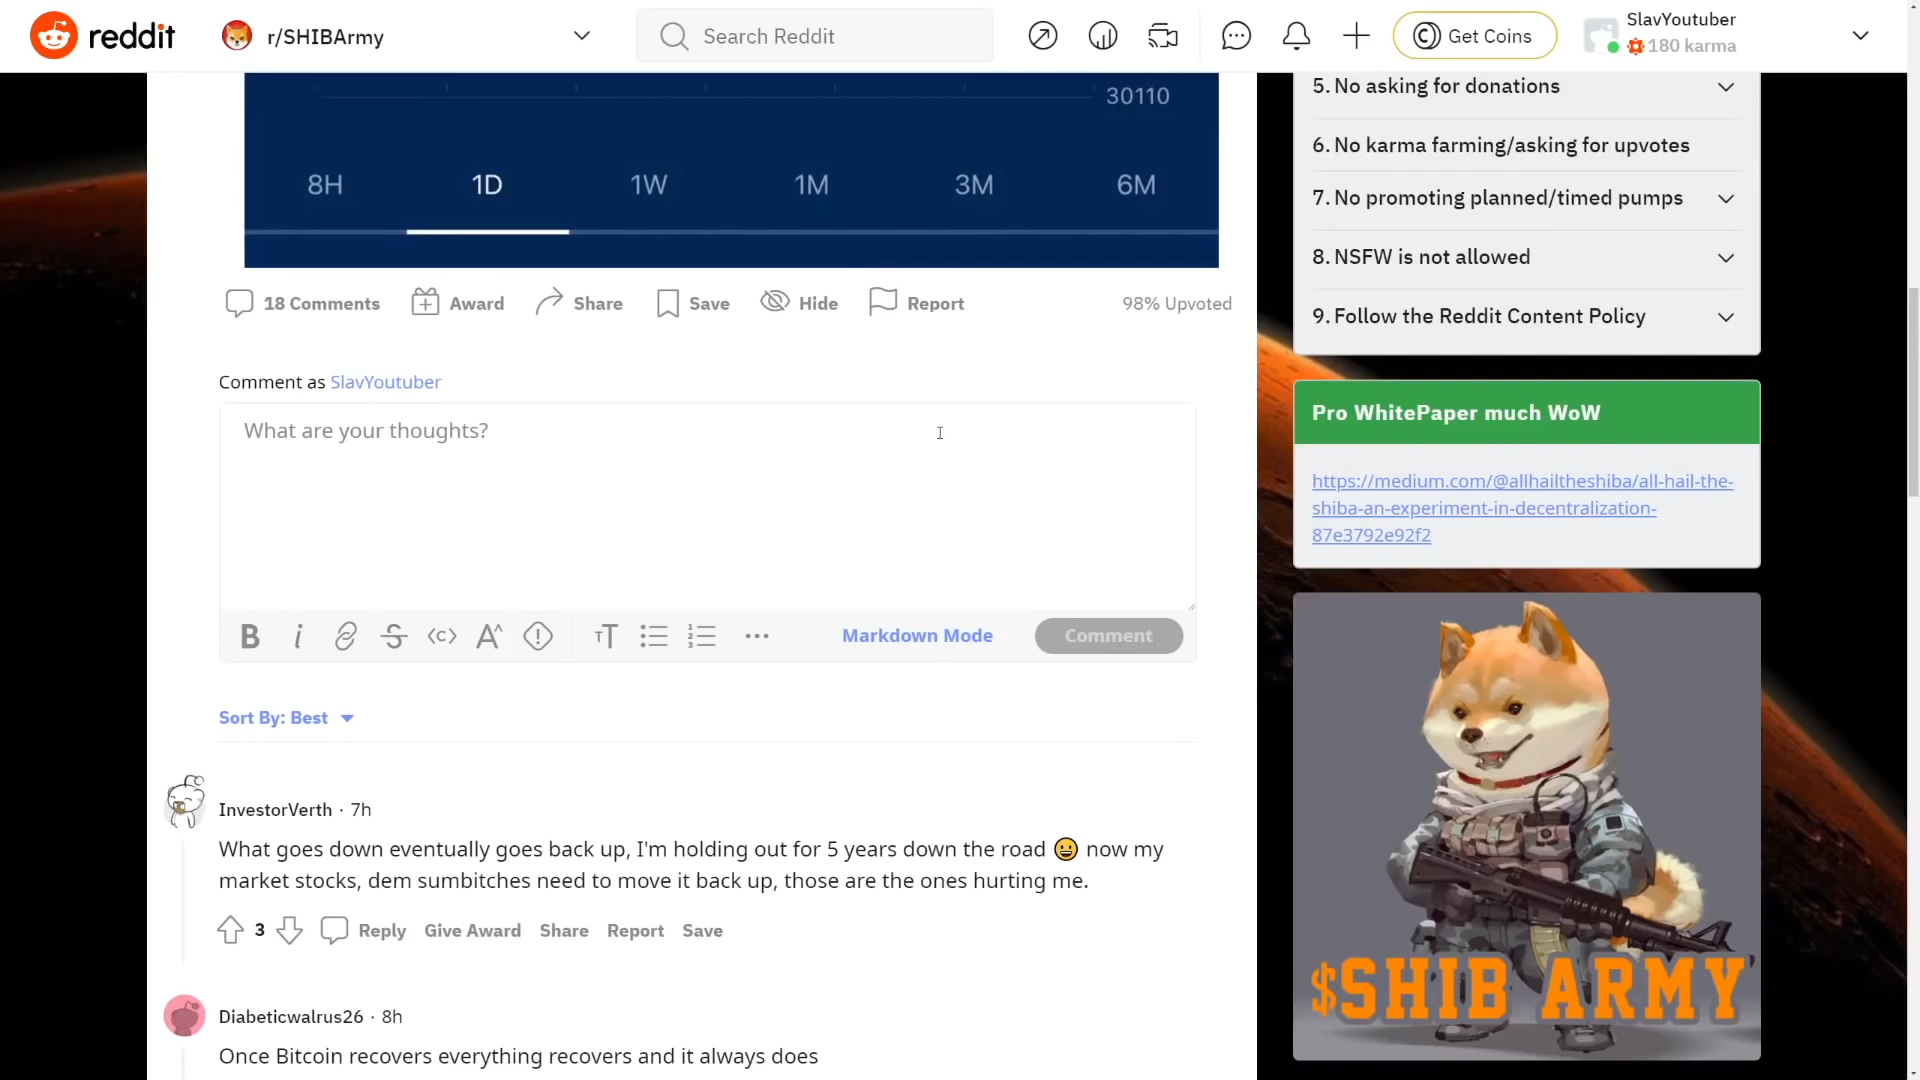 reddit
r/SHIBArmy
Search Reddit
Get Coins
SlavYoutuber
180 karma
30110
8H 1D 1W 1M 3M 6M
18 Comments Award Share Save Hide Report 98% Upvoted
Comment as SlavYoutuber
What are your thoughts?
Markdown Mode
Comment
Sort By: Best
InvestorVerth · 7h
What goes down eventually goes back up, I'm holding out for 5 years down the road 😀 now my
market stocks, dem sumbitches need to move it back up, those are the ones hurting me.
3 Reply Give Award Share Report Save
Diabeticwalrus26 · 8h
Once Bitcoin recovers everything recovers and it always does
5. No asking for donations
6. No karma farming/asking for upvotes
7. No promoting planned/timed pumps
8. NSFW is not allowed
9. Follow the Reddit Content Policy
Pro WhitePaper much WoW
https://medium.com/@allhailtheshiba/all-hail-the-
shiba-an-experiment-in-decentralization-
87e3792e92f2
$SHIB ARMY